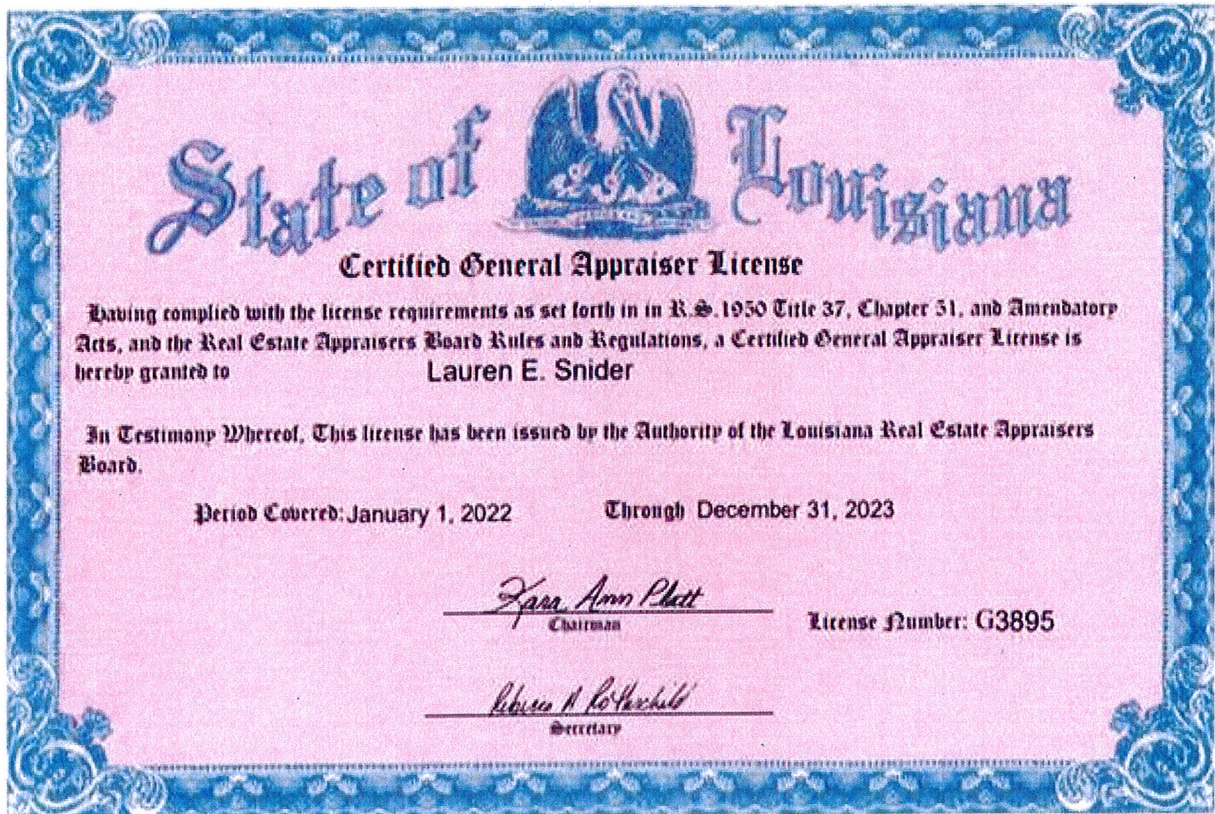 State of Louisiana
Certified General Appraiser License
Having complied with the license requirements as set forth in in R.S. 1950 Title 37, Chapter 51, and Amendatory
Acts, and the Real Estate Appraisers Board Rules and Regulations, a Certified General Appraiser License is
hereby granted to Lauren E. Snider
In Testimony Whereof, This license has been issued by the Authority of the Louisiana Real Estate Appraisers
Board.
Period Covered: January 1, 2022 Through December 31, 2023
Kara Ann Platt
Chairman
License Number: G3895
Secretary